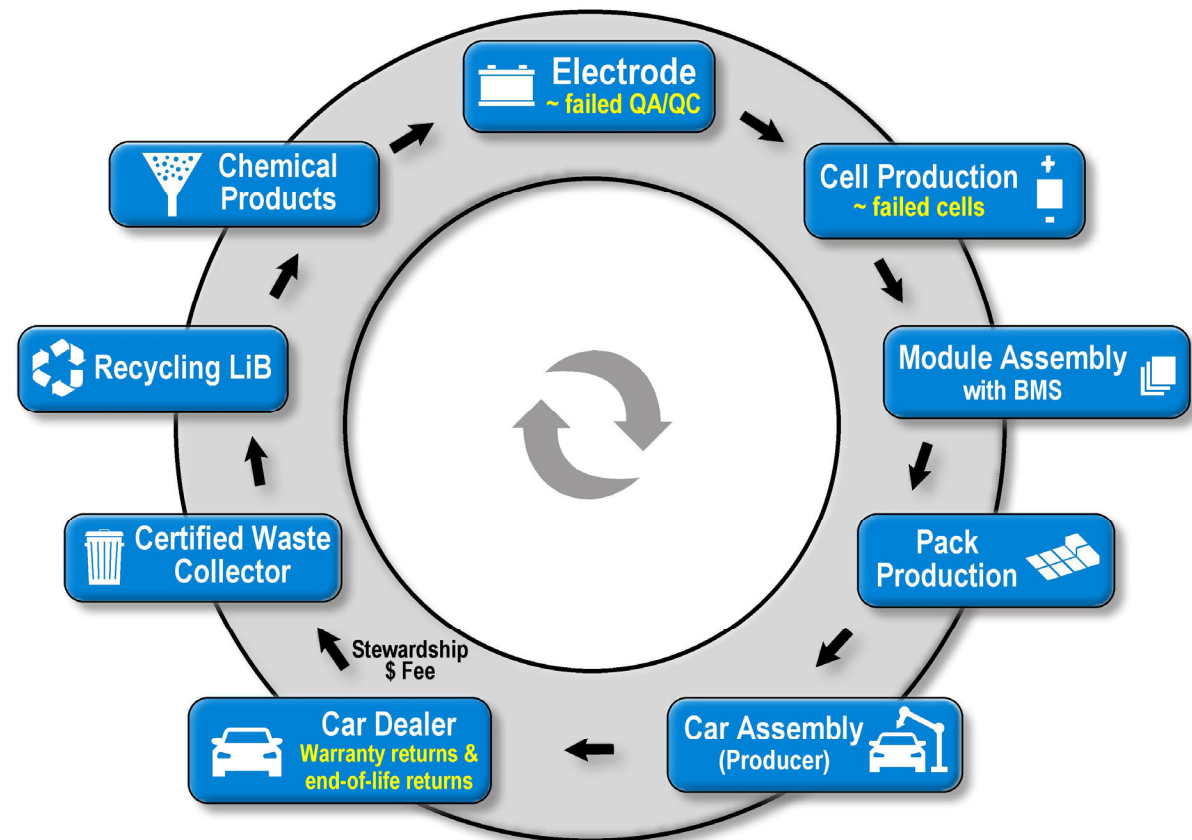 Electrode
~ failed QA/QC
Cell Production
~ failed cells
+
-
Module Assembly
with BMS
Pack
Production
Car Assembly
(Producer)
Car Dealer
Warranty returns &
end-of-life returns
Stewardship
$ Fee
Certified Waste
Collector
Recycling LiB
Chemical
Products